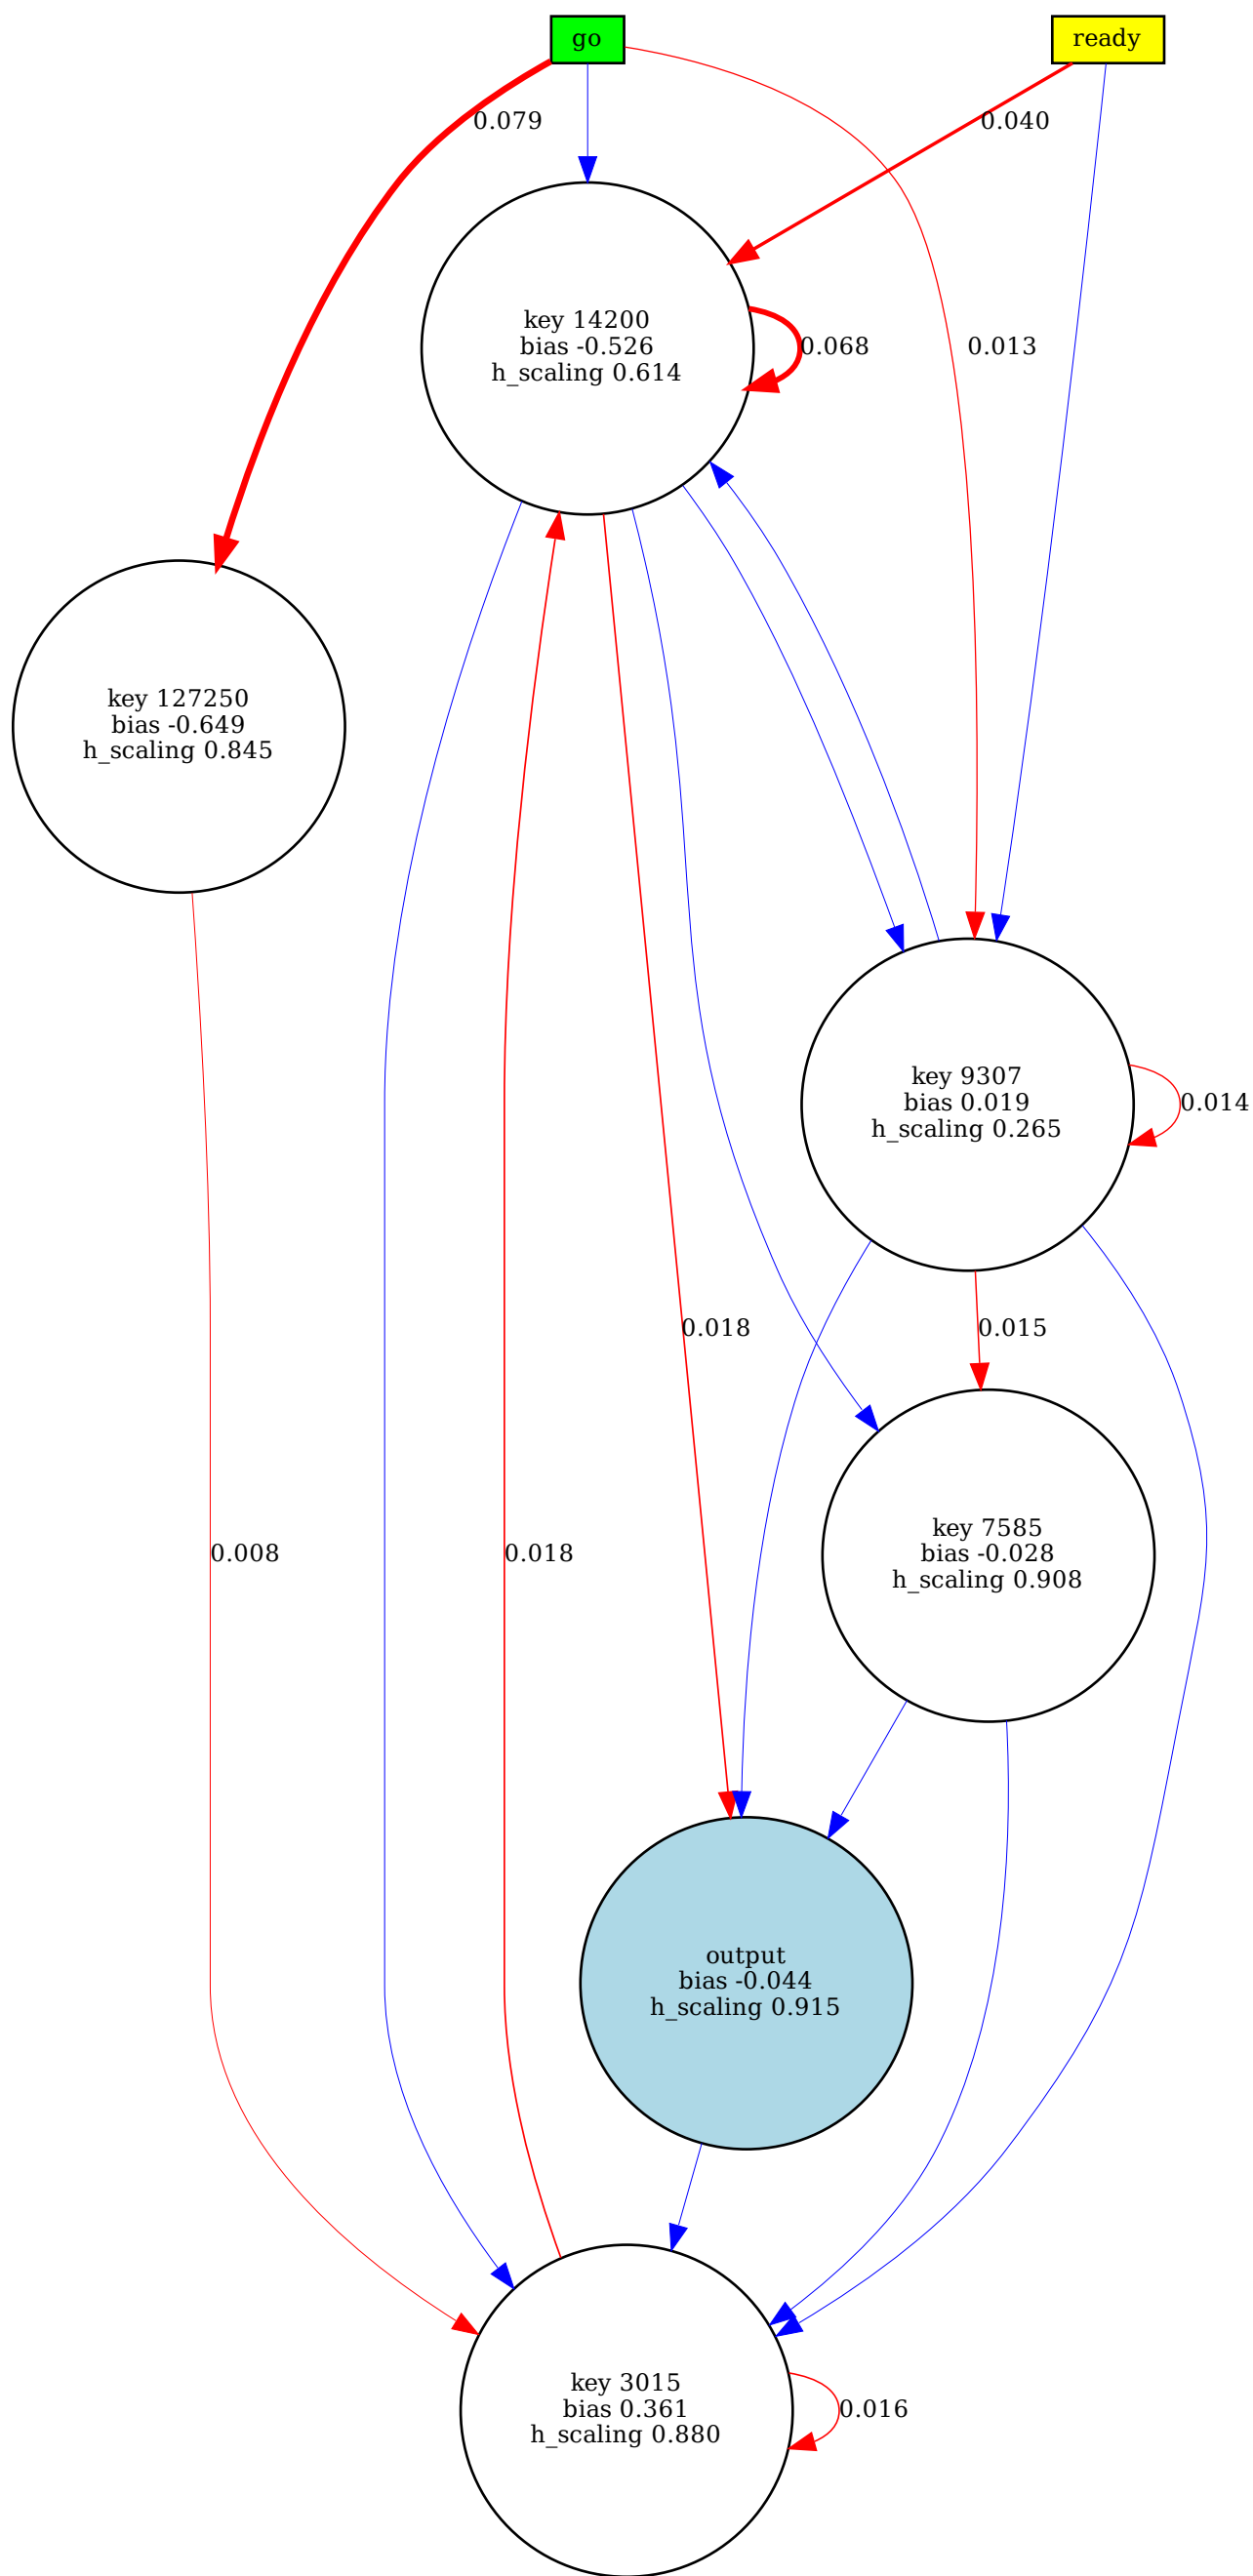 go
ready
0.079
0.040
key 14200
bias -0.526
h_scaling 0.614
0.068
0.013
key 127250
bias -0.649
h_scaling 0.845
key 9307
bias 0.019
h_scaling 0.265
0.014
0.018
0.015
key 7585
bias -0.028
h_scaling 0.908
0.008
0.018
output
bias -0.044
h_scaling 0.915
key 3015
bias 0.361
h_scaling 0.880
0.016